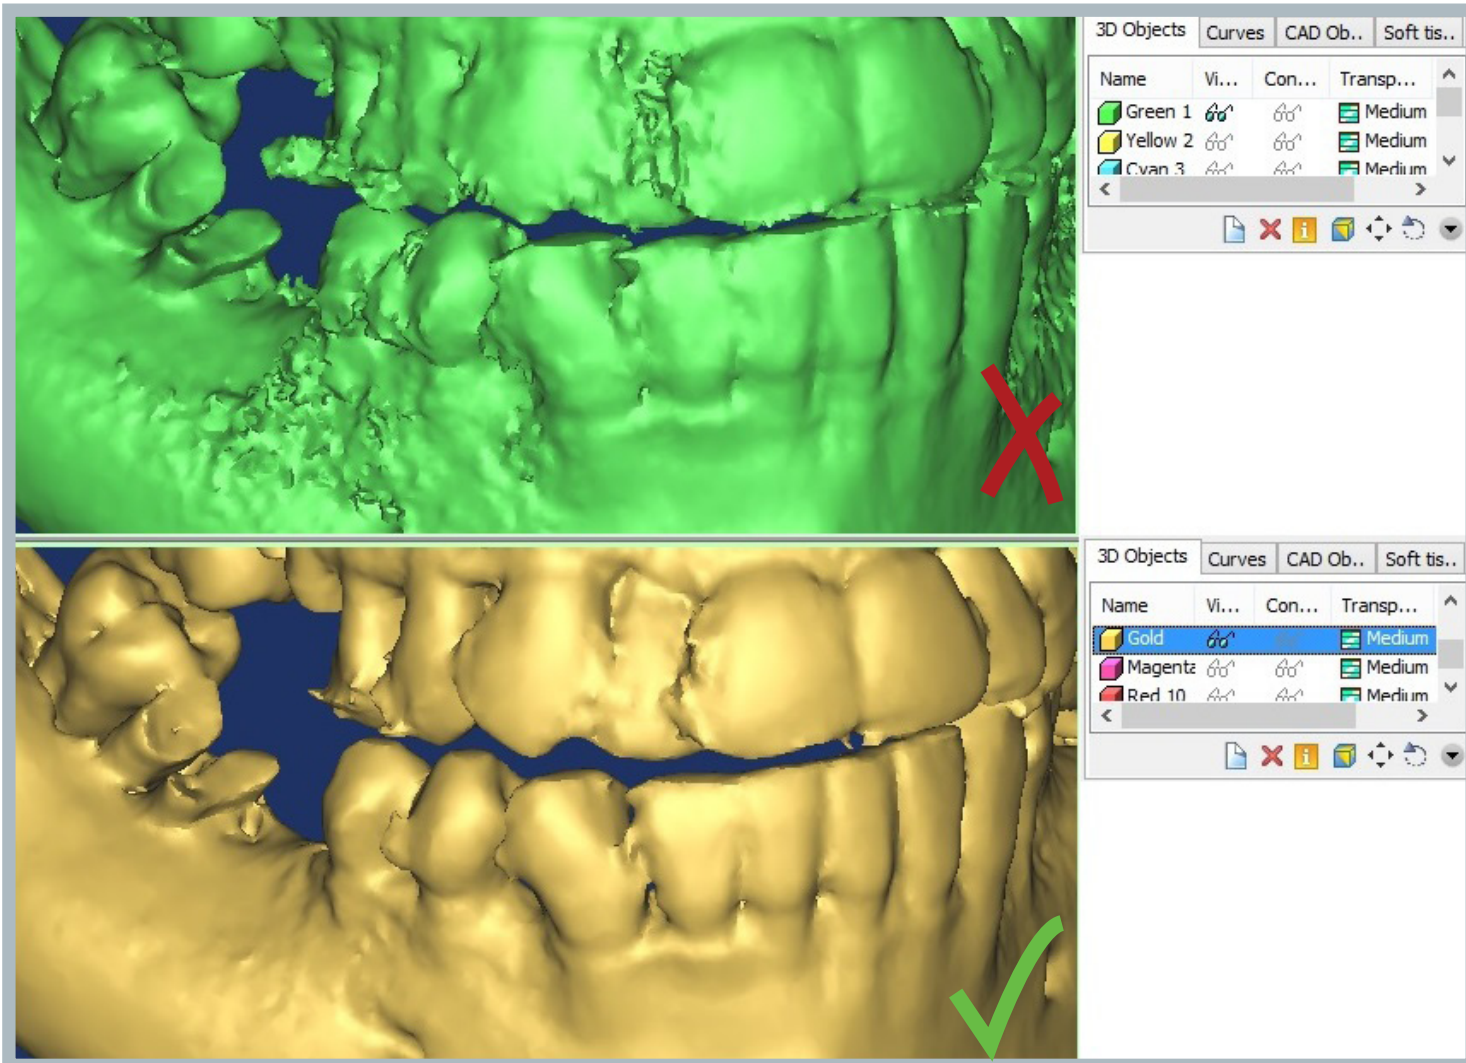 3D Objects Curves CAD Ob.. Soft tis..
Name Vi... Con... Transp...
Green 1 Medium
Yellow 2 Medium
Cyan 3 Medium
3D Objects Curves CAD Ob.. Soft tis..
Name Vi... Con... Transp...
Gold Medium
Magenta Medium
Red 10 Medium